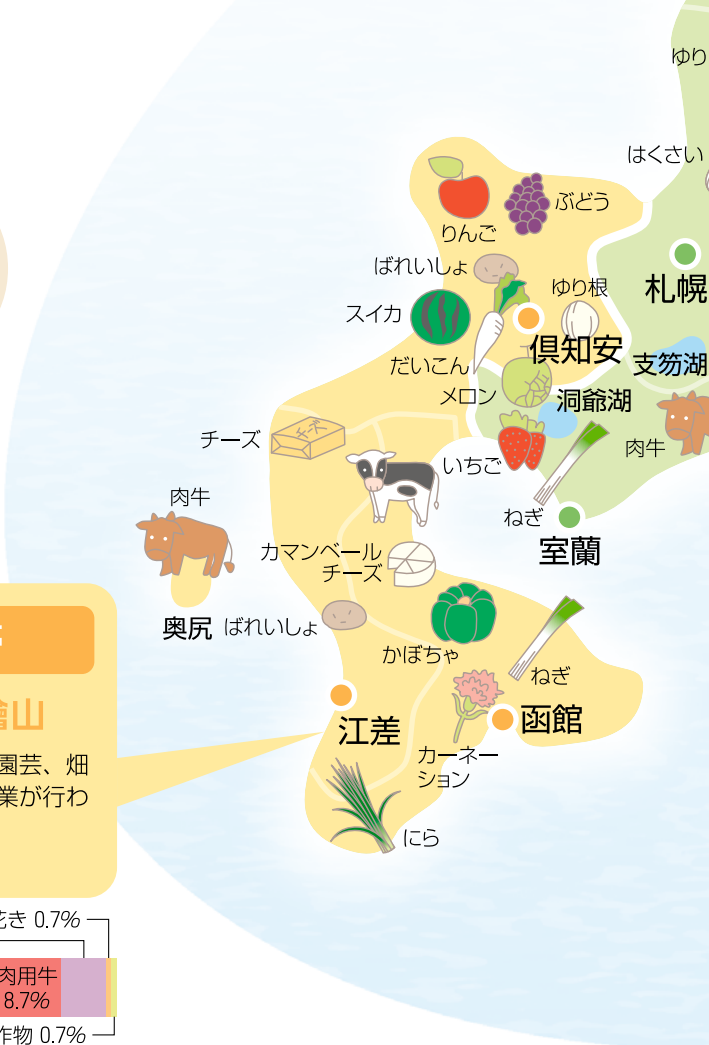 ゆり
はくさい
ぶどう
りんご
ばれいしょ
ゆり根
札幌
スイカ
倶知安
だいこん
支笏湖
メロン
洞爺湖
チーズ
肉牛
いちご
肉牛
ねぎ
カマンベール
チーズ
室蘭
奥尻
ばれいしょ
かぼちゃ
ねぎ
江差
函館
カーネー
ション
にら
山
園芸、畑
業が行わ
き 0.7%
肉用牛
8.7%
作物 0.7%